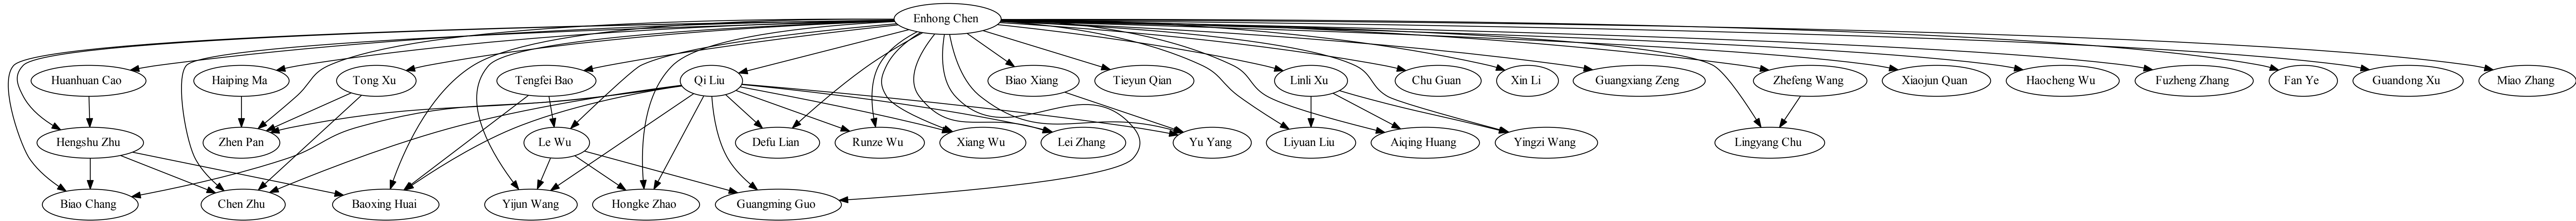 Enhong Chen
Huanhuan Cao
Haiping Ma
Tong Xu
Tengfei Bao
Qi Liu
Biao Xiang
Tieyun Qian
Linli Xu
Chu Guan
Xin Li
Guangxiang Zeng
Zhefeng Wang
Xiaojun Quan
Haocheng Wu
Fuzheng Zhang
Fan Ye
Guandong Xu
Miao Zhang
Hengshu Zhu
Zhen Pan
Le Wu
Defu Lian
Runze Wu
Xiang Wu
Lei Zhang
Yu Yang
Liyuan Liu
Aiqing Huang
Yingzi Wang
Lingyang Chu
Biao Chang
Chen Zhu
Baoxing Huai
Yijun Wang
Hongke Zhao
Guangming Guo